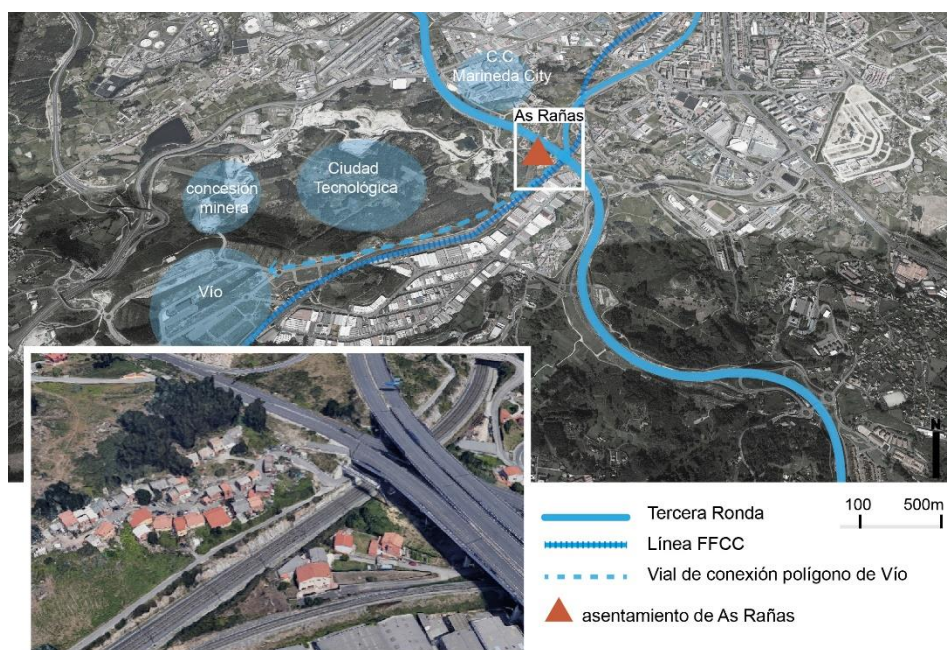 C.C
Marineda City
As Rañas
Ciudad
Tecnológica
concesión
minera
Vío
N
Tercera Ronda
100 500m
Línea FFCC
Vial de conexión polígono de Vío
asentamiento de As Rañas